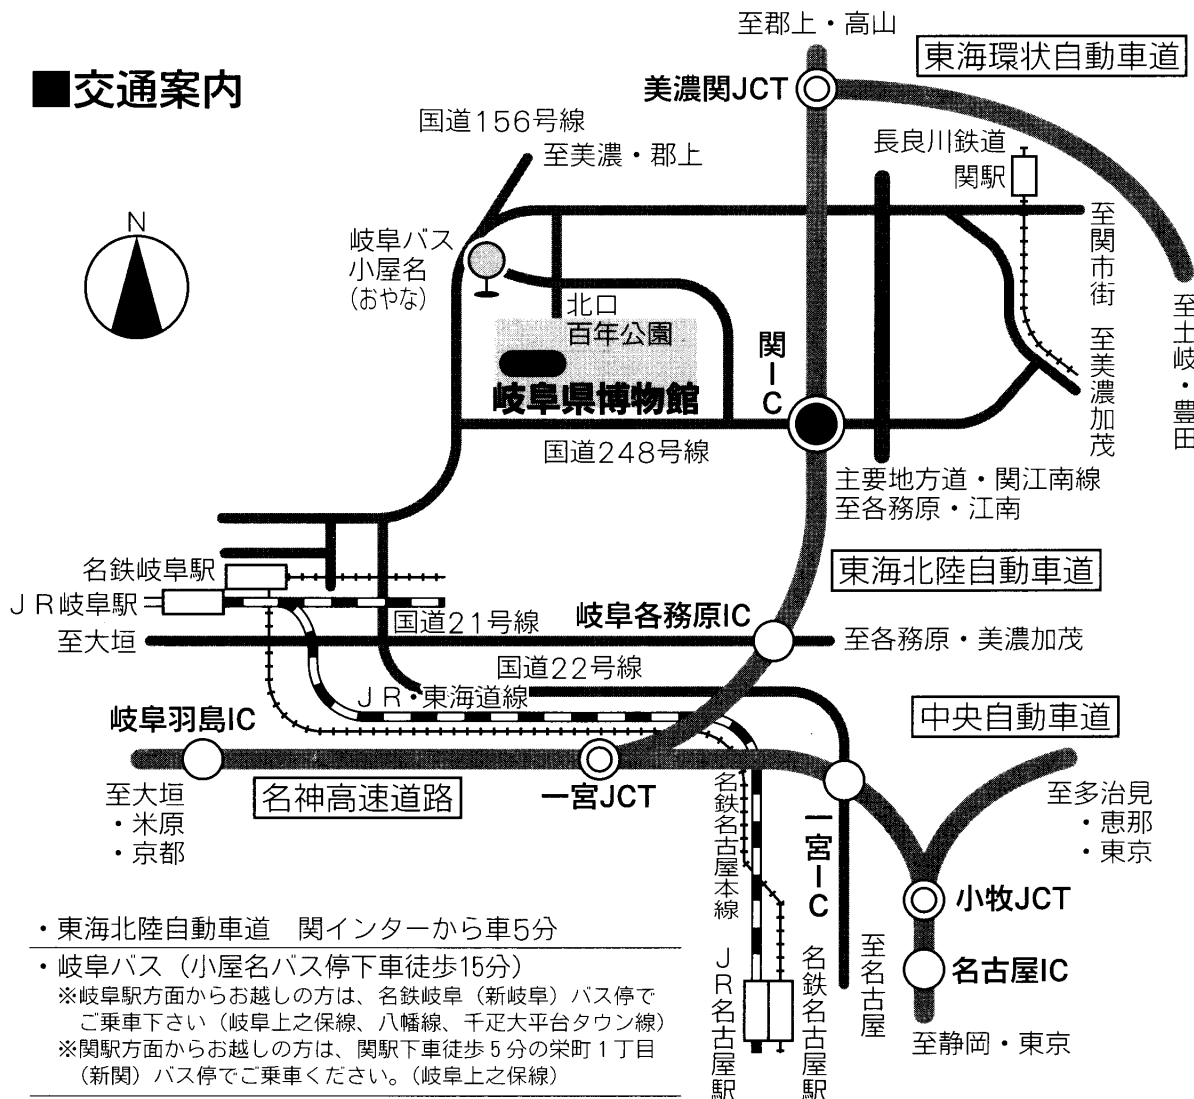 ■交通案内
至郡上・高山
東海環状自動車道
美濃関JCT
国道156号線
至美濃・郡上
長良川鉄道
関駅
N
岐阜バス
小屋名
(おやな)
至関市街
北口
百年公園
至土岐・豊田
至美濃加茂
関IC
岐阜県博物館
国道248号線
主要地方道・関江南線
至各務原・江南
東海北陸自動車道
名鉄岐阜駅
JR岐阜駅
岐阜各務原IC
国道21号線
至大垣
至各務原・美濃加茂
国道22号線
JR・東海道線
岐阜羽島IC
中央自動車道
至大垣
・米原
・京都
名神高速道路
一宮JCT
名鉄名古屋本線
一宮IC
至多治見
・恵那
・東京
小牧JCT
名古屋IC
至静岡・東京
至名古屋
JR名古屋駅
名鉄名古屋駅
・東海北陸自動車道　関インターから車5分
・岐阜バス（小屋名バス停下車徒歩15分）
※岐阜駅方面からお越しの方は、名鉄岐阜（新岐阜）バス停で
ご乗車下さい（岐阜上之保線、八幡線、千疋大平台タウン線）
※関駅方面からお越しの方は、関駅下車徒歩５分の栄町１丁目
（新関）バス停でご乗車ください。（岐阜上之保線）